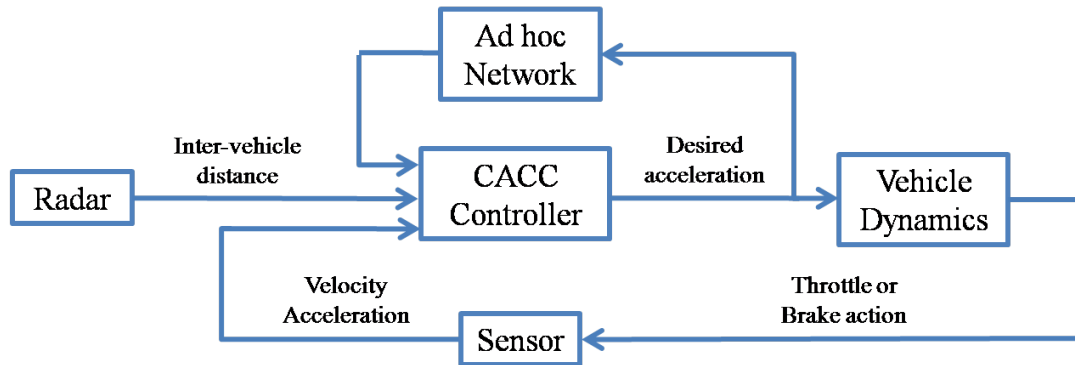 Ad hoc
Network
Inter-vehicle
distance
Desired
acceleration
Radar
CACC
Controller
Vehicle
Dynamics
Velocity
Acceleration
Throttle or
Brake action
Sensor